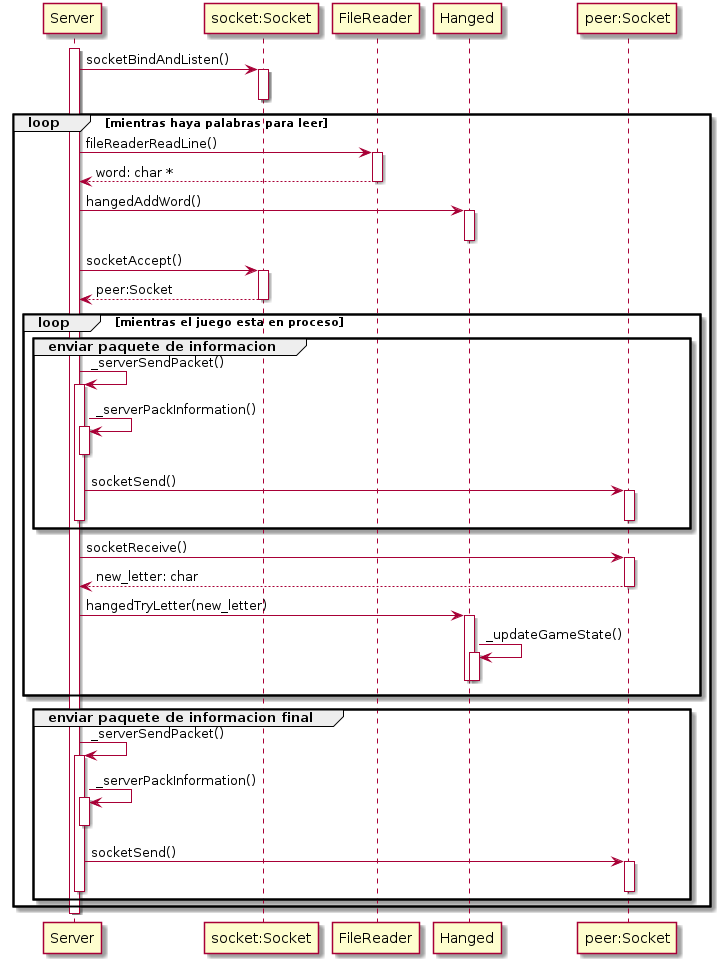 Server socket:Socket FileReader Hanged peer:Socket
socketBindAndListen()
loop [mientras haya palabras para leer]
fileReaderReadLine()
word: char *
hangedAddWord()
socketAccept()
peer:Socket
loop [mientras el juego esta en proceso]
enviar paquete de informacion
_serverSendPacket()
_serverPackInformation()
socketSend()
socketReceive()
new_letter: char
hangedTryLetter(new_letter)
_updateGameState()
enviar paquete de informacion final
_serverSendPacket()
_serverPackInformation()
socketSend()
Server socket:Socket FileReader Hanged peer:Socket